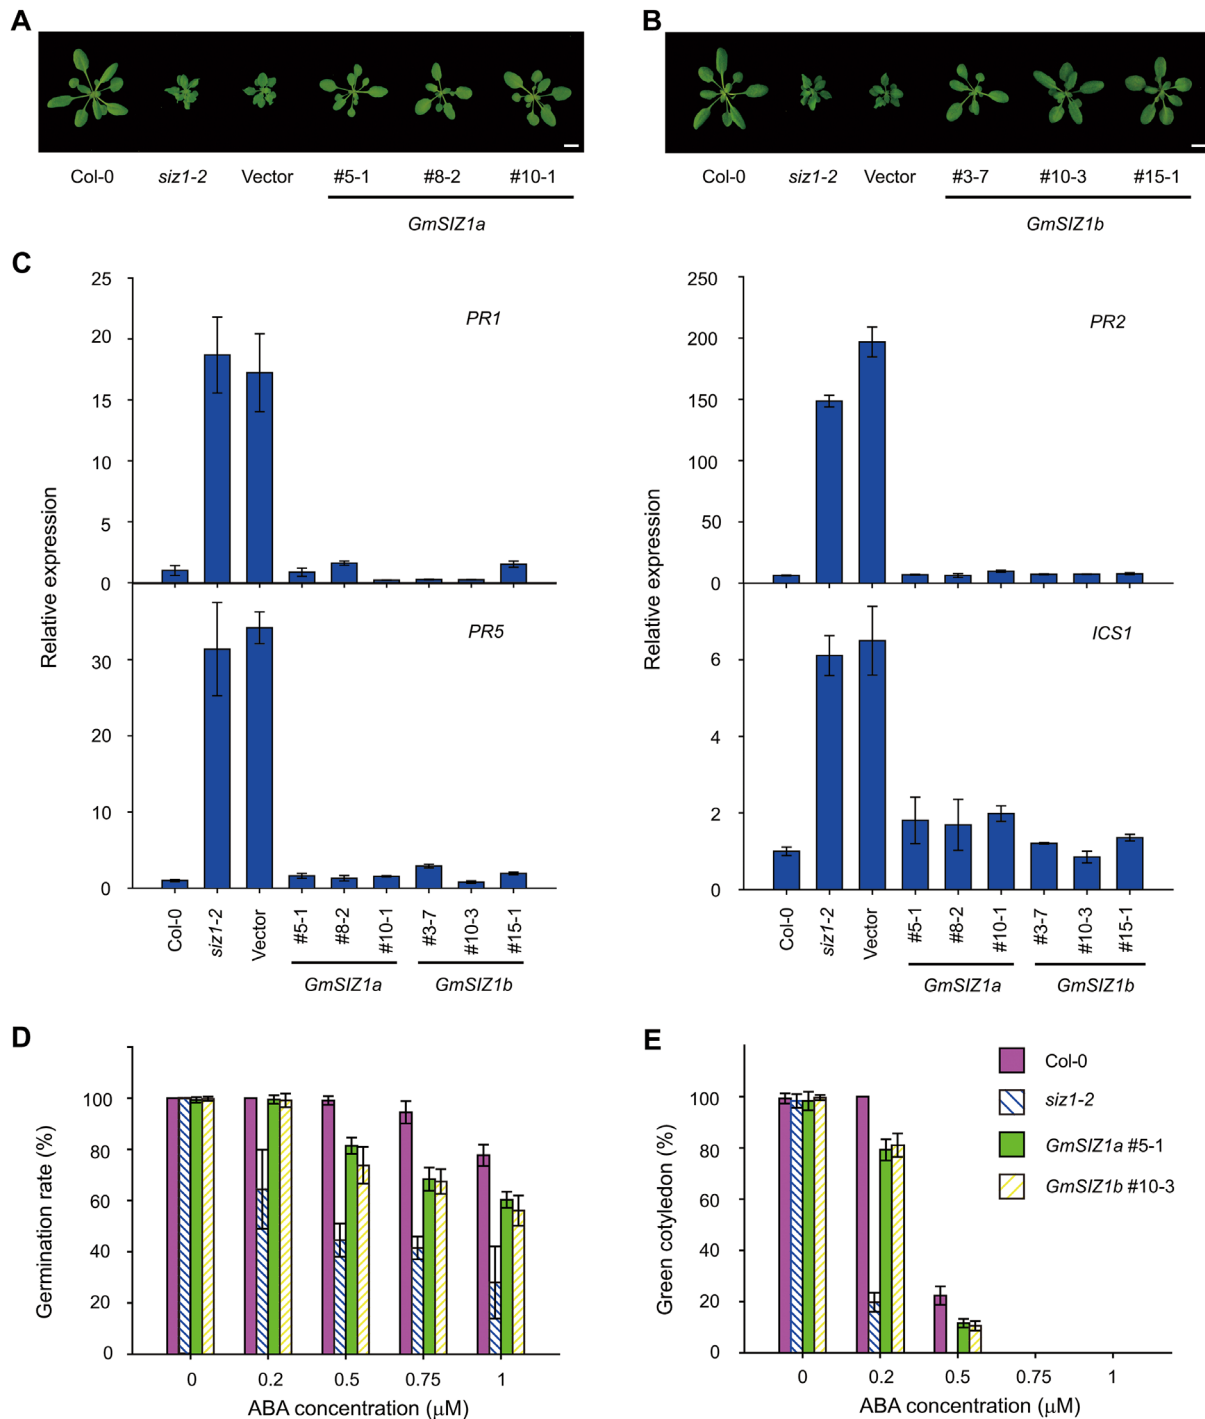 A
B
Col-0 siz1-2 Vector #5-1 #8-2 #10-1
GmSIZ1a
Col-0 siz1-2 Vector #3-7 #10-3 #15-1
GmSIZ1b
C
Relative expression
25
20
15
10
5
0
PR1
30
20
10
0
PR5
Col-0 siz1-2 Vector #5-1 #8-2 #10-1 #3-7 #10-3 #15-1
GmSIZ1a GmSIZ1b
Relative expression
250
200
150
100
50
0
PR2
6
4
2
0
ICS1
Col-0 siz1-2 Vector #5-1 #8-2 #10-1 #3-7 #10-3 #15-1
GmSIZ1a GmSIZ1b
D
Germination rate (%)
100
80
60
40
20
0
0 0.2 0.5 0.75 1
ABA concentration (μM)
E
Green cotyledon (%)
100
80
60
40
20
0
0 0.2 0.5 0.75 1
ABA concentration (μM)
Col-0
siz1-2
GmSIZ1a #5-1
GmSIZ1b #10-3